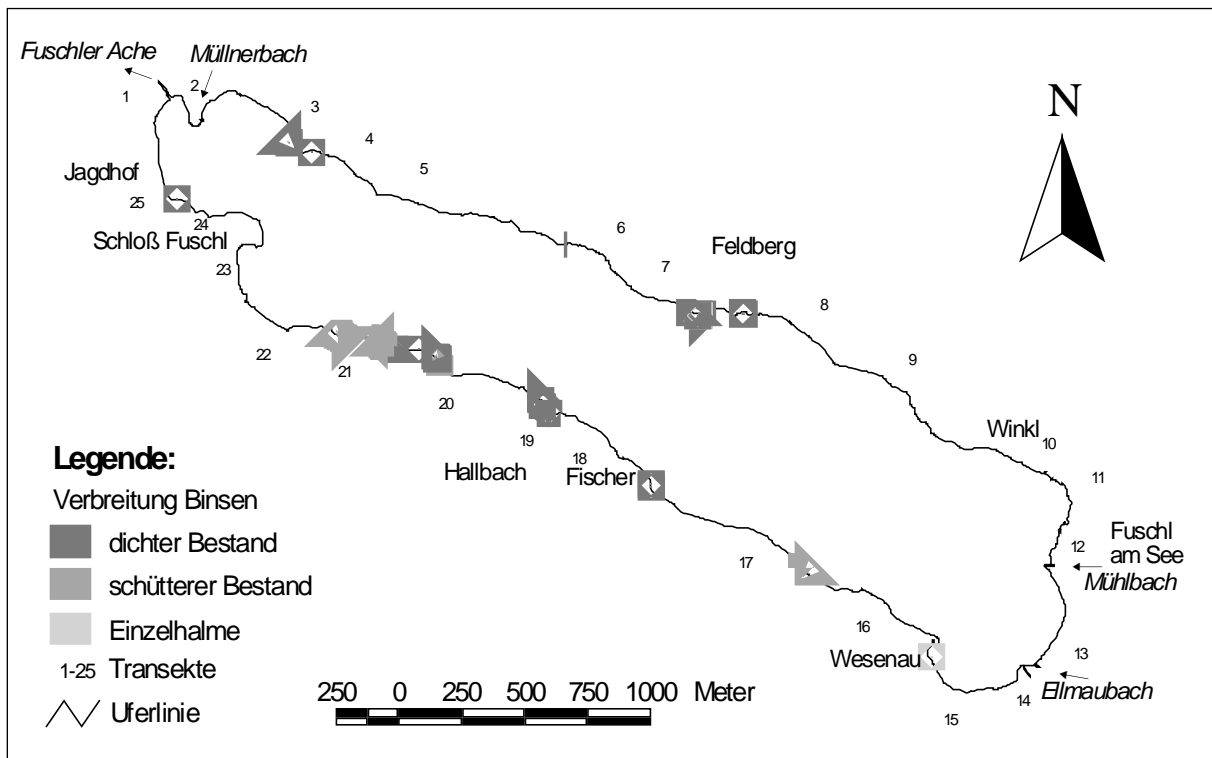 Fuschler Ache
Müllnerbach
N
1
2
3
4
5
6
7
Feldberg
8
9
Winkl
10
11
12
Fuschl
am See
Mühlbach
13
Ellmaubach
14
15
Wesenau
16
17
Fischer
18
19
Hallbach
20
21
22
23
Schloß Fuschl
24
25
Jagdhof
Legende:
Verbreitung Binsen
dichter Bestand
schütterer Bestand
Einzelhalme
1-25 Transekte
Uferlinie
250 0 250 500 750 1000 Meter